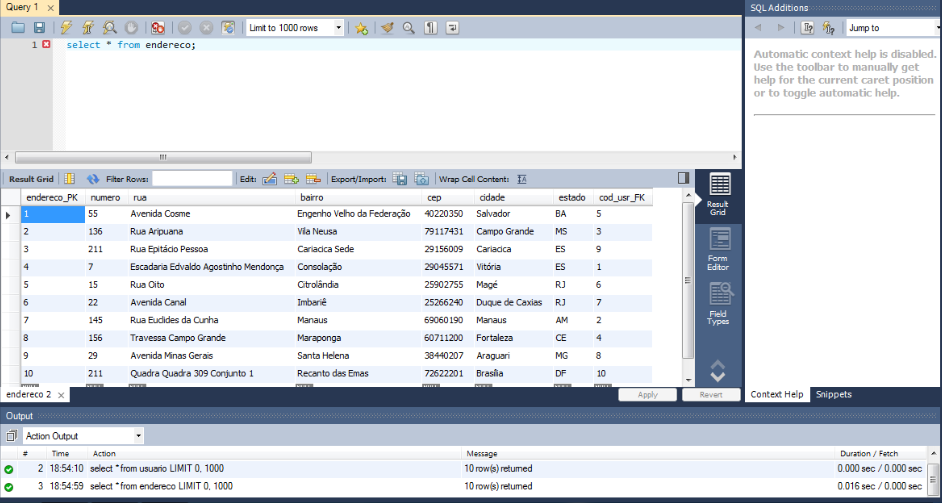 Query 1 ×
SQL Additions
Limit to 1000 rows
Jump to
1 select * from endereco;
Automatic context help is disabled.
Use the toolbar to manually get
help for the current caret position
or to toggle automatic help.
Result Grid Filter Rows: Edit: Export/Import: Wrap Cell Content:
endereco_PK numero rua bairro cep cidade estado cod_usr_FK
1 55 Avenida Cosme Engenho Velho da Federação 40220350 Salvador BA 5
2 136 Rua Aripuana Vila Neusa 79117431 Campo Grande MS 3
3 211 Rua Epitácio Pessoa Cariacica Sede 29156009 Cariacica ES 9
4 7 Escadaria Edvaldo Agostinho Mendonça Consolação 29045571 Vitória ES 1
5 15 Rua Oito Citrolândia 25902755 Magé RJ 6
6 22 Avenida Canal Imbariê 25266240 Duque de Caxias RJ 7
7 145 Rua Euclides da Cunha Manaus 69060190 Manaus AM 2
8 156 Travessa Campo Grande Maraponga 60711200 Fortaleza CE 4
9 29 Avenida Minas Gerais Santa Helena 38440207 Araguari MG 8
10 211 Quadra Quadra 309 Conjunto 1 Recanto das Emas 72622201 Brasília DF 10
Result
Grid
Form
Editor
Field
Types
endereco 2 ×
Apply Revert
Context Help Snippets
Output
Action Output
# Time Action Message Duration / Fetch
2 18:54:10 select * from usuario LIMIT 0, 1000 10 row(s) returned 0.000 sec / 0.000 sec
3 18:54:59 select * from endereco LIMIT 0, 1000 10 row(s) returned 0.016 sec / 0.000 sec